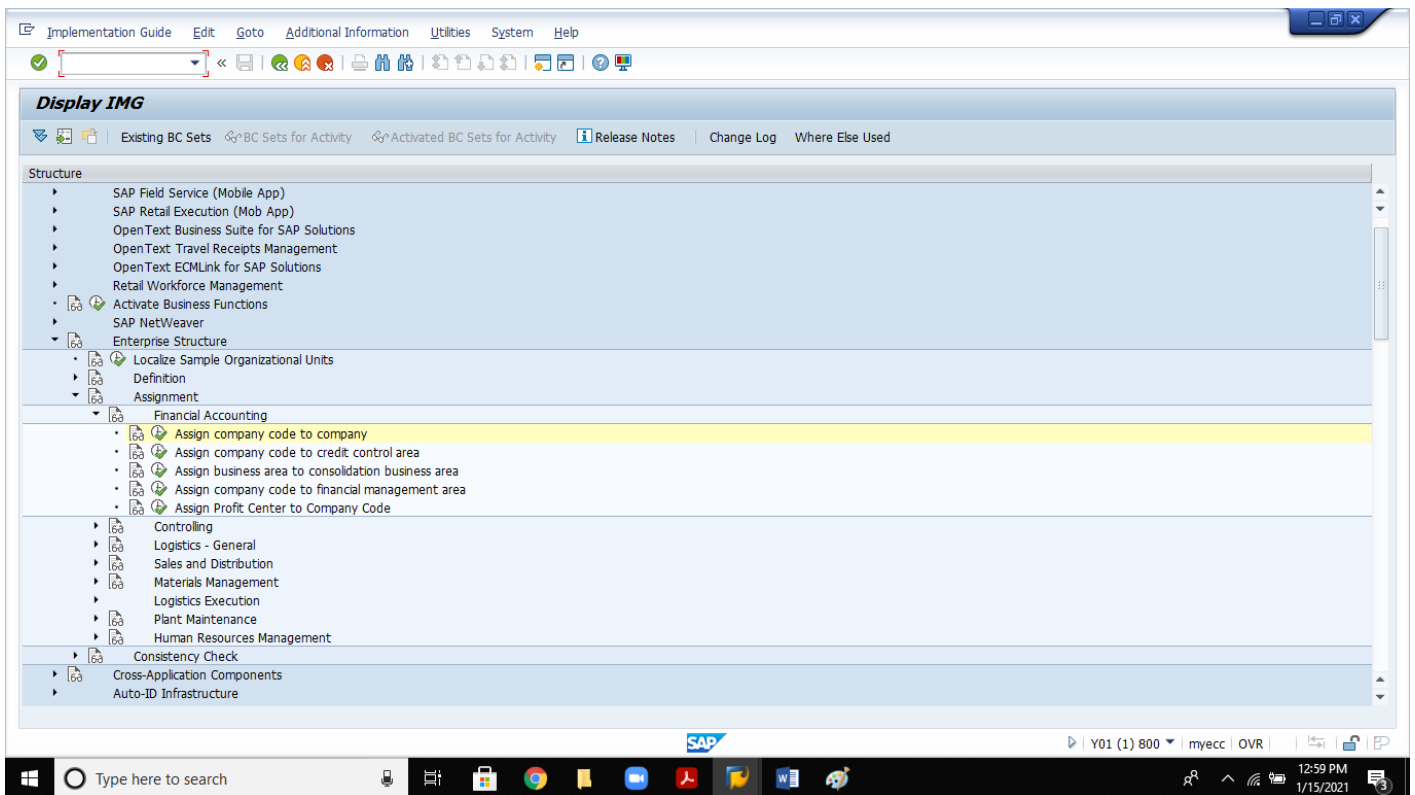 Implementation Guide Edit Goto Additional Information Utilities System Help
Display IMG
Existing BC Sets BC Sets for Activity Activated BC Sets for Activity Release Notes Change Log Where Else Used
Structure
SAP Field Service (Mobile App)
SAP Retail Execution (Mob App)
OpenText Business Suite for SAP Solutions
OpenText Travel Receipts Management
OpenText ECMLink for SAP Solutions
Retail Workforce Management
Activate Business Functions
SAP NetWeaver
Enterprise Structure
Localize Sample Organizational Units
Definition
Assignment
Financial Accounting
Assign company code to company
Assign company code to credit control area
Assign business area to consolidation business area
Assign company code to financial management area
Assign Profit Center to Company Code
Controlling
Logistics - General
Sales and Distribution
Materials Management
Logistics Execution
Plant Maintenance
Human Resources Management
Consistency Check
Cross-Application Components
Auto-ID Infrastructure
SAP Y01 (1) 800 myecc OVR
Type here to search
12:59 PM
1/15/2021
3